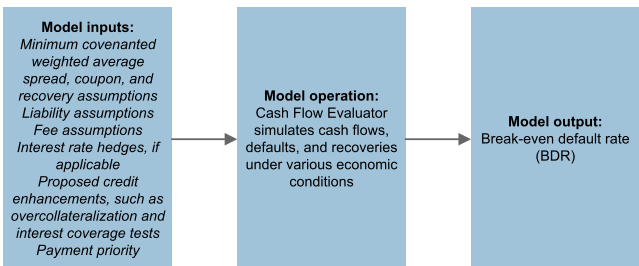 Model inputs:
Minimum covenanted
weighted average
spread, coupon, and
recovery assumptions
Liability assumptions
Fee assumptions
Interest rate hedges, if
applicable
Proposed credit
enhancements, such as
overcollateralization and
interest coverage tests
Payment priority
Model operation:
Cash Flow Evaluator
simulates cash flows,
defaults, and recoveries
under various economic
conditions
Model output:
Break-even default rate
(BDR)